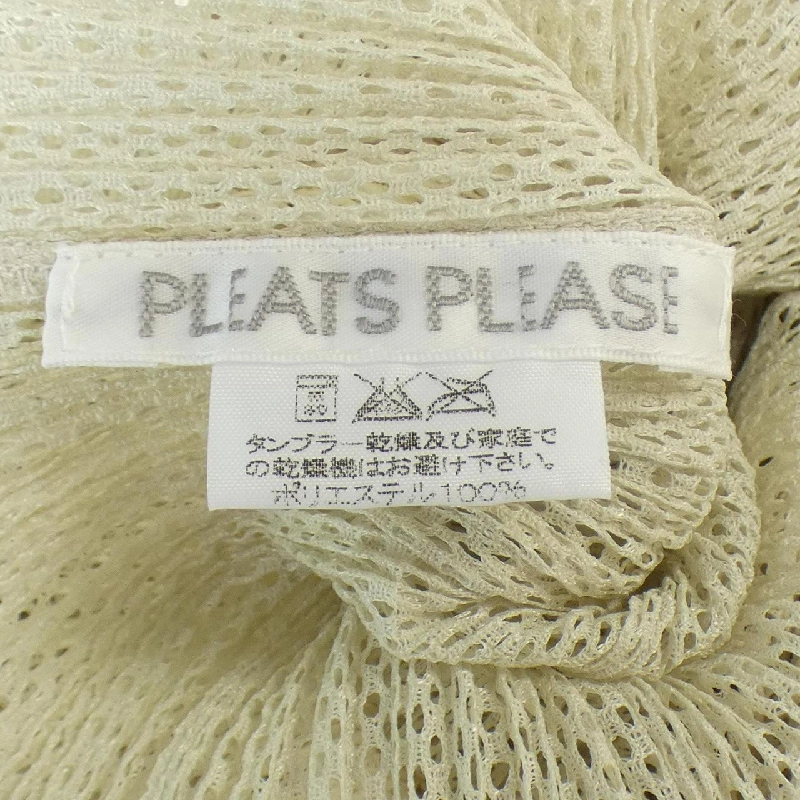 PLEATS PLEASE
タンブラー乾燥及び家庭で
の乾燥機はお避け下さい。
ポリエステル100%